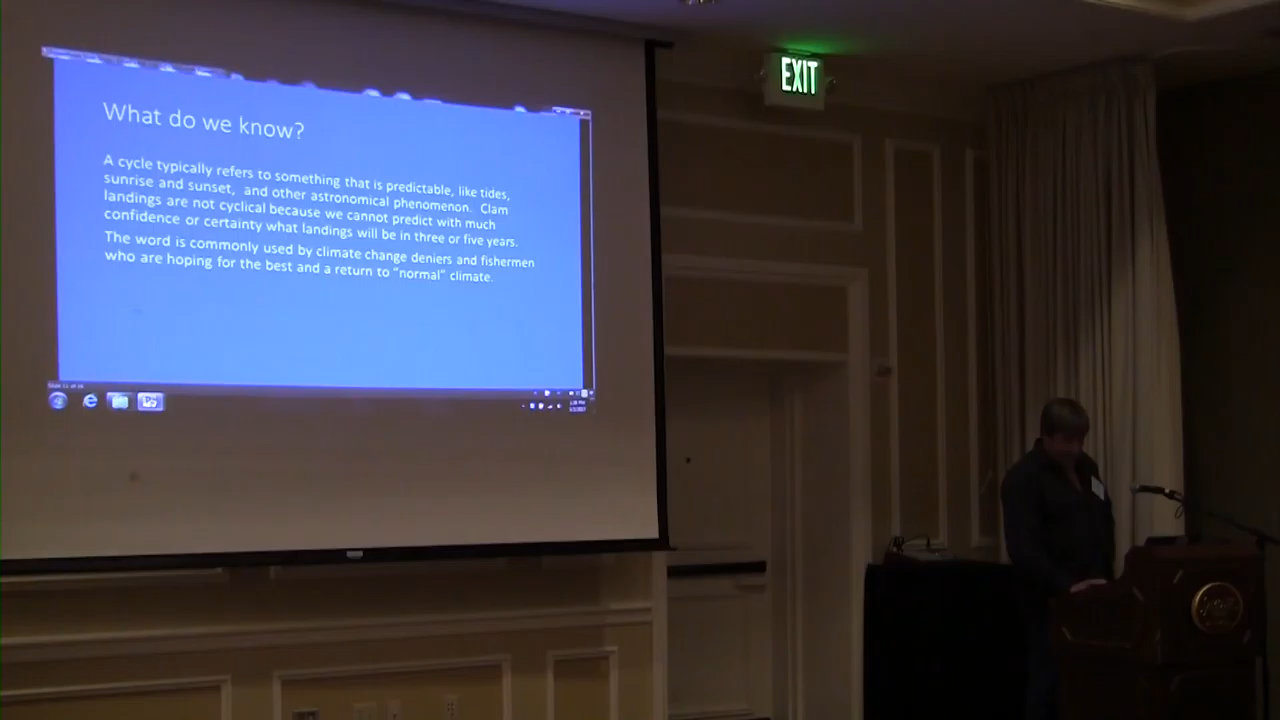 What do we know?
A cycle typically refers to something that is predictable, like tides,
sunrise and sunset,  and other astronomical phenomenon.  Clam
landings are not cyclical because we cannot predict with much
confidence or certainty what landings will be in three or five years.
The word is commonly used by climate change deniers and fishermen
who are hoping for the best and a return to "normal" climate.
EXIT